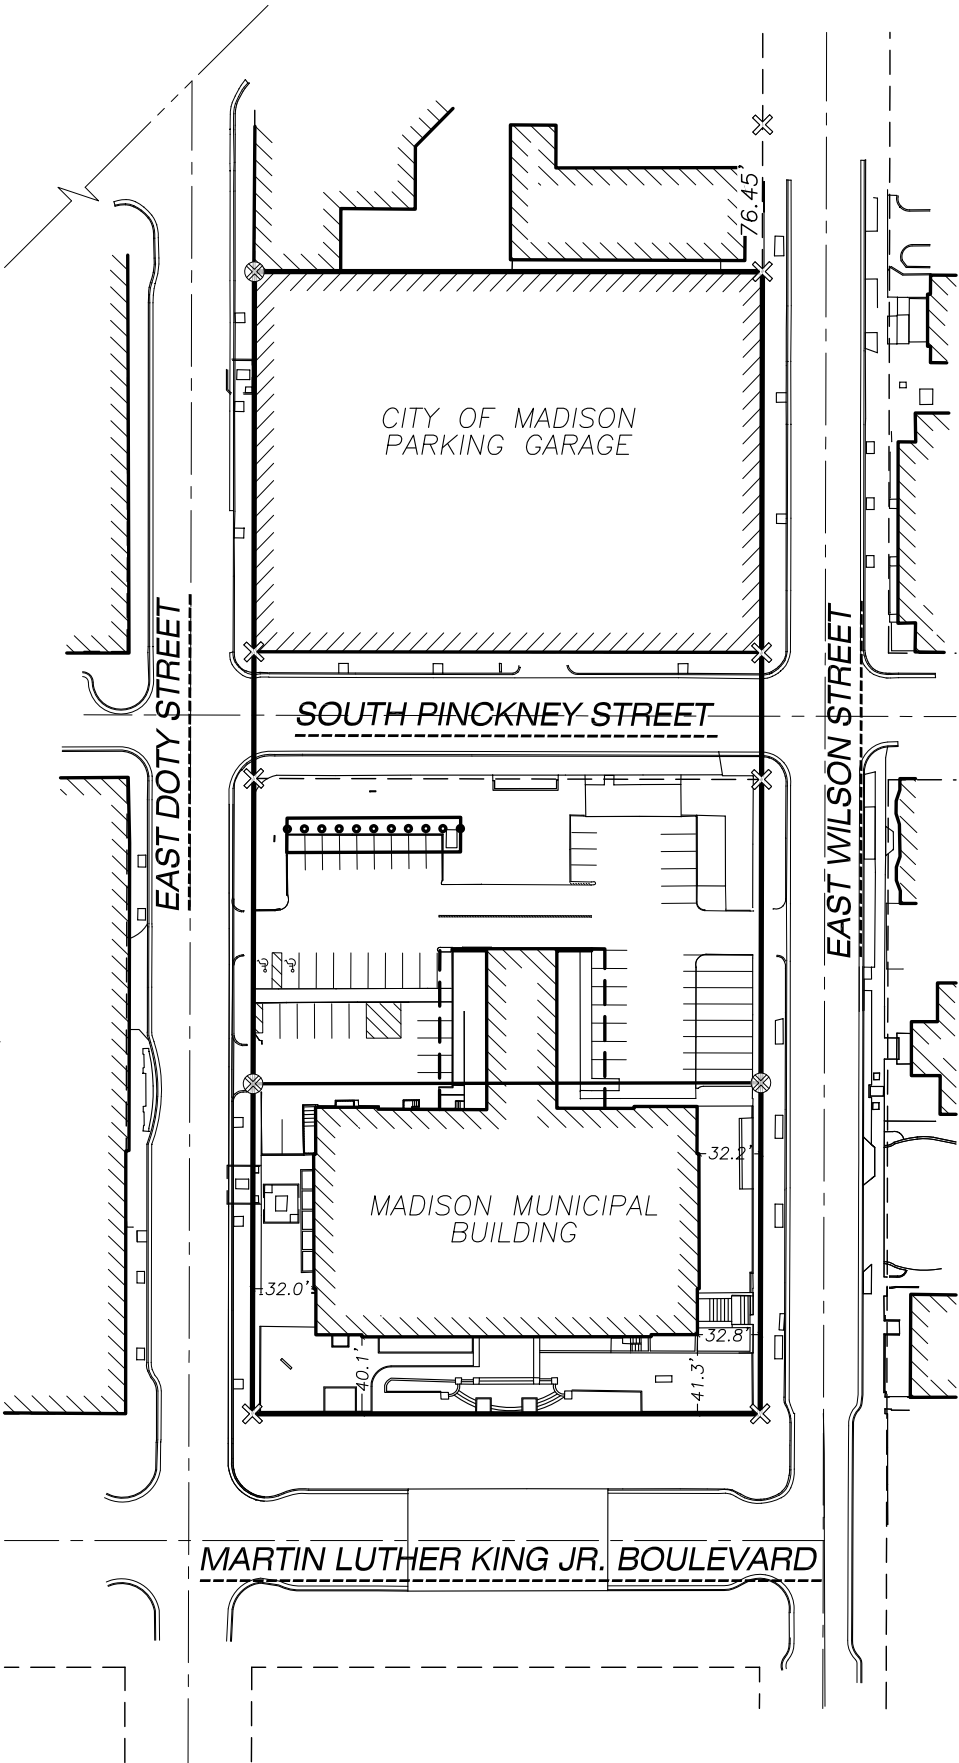 76.45'
CITY OF MADISON
PARKING GARAGE
EAST DOTY STREET
EAST WILSON STREET
SOUTH PINCKNEY STREET
32.2'
MADISON MUNICIPAL
BUILDING
32.0'
32.8'
40.1'
41.3'
MARTIN LUTHER KING JR. BOULEVARD